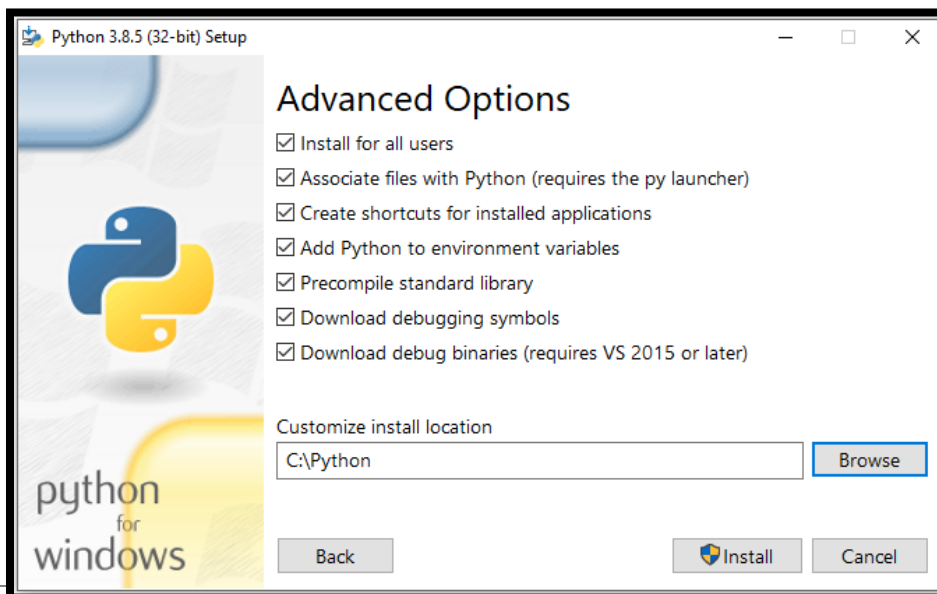 Python 3.8.5 (32-bit) Setup
Advanced Options
Install for all users
Associate files with Python (requires the py launcher)
Create shortcuts for installed applications
Add Python to environment variables
Precompile standard library
Download debugging symbols
Download debug binaries (requires VS 2015 or later)
Customize install location
C:\Python
Browse
python
for
windows
Back
Install
Cancel